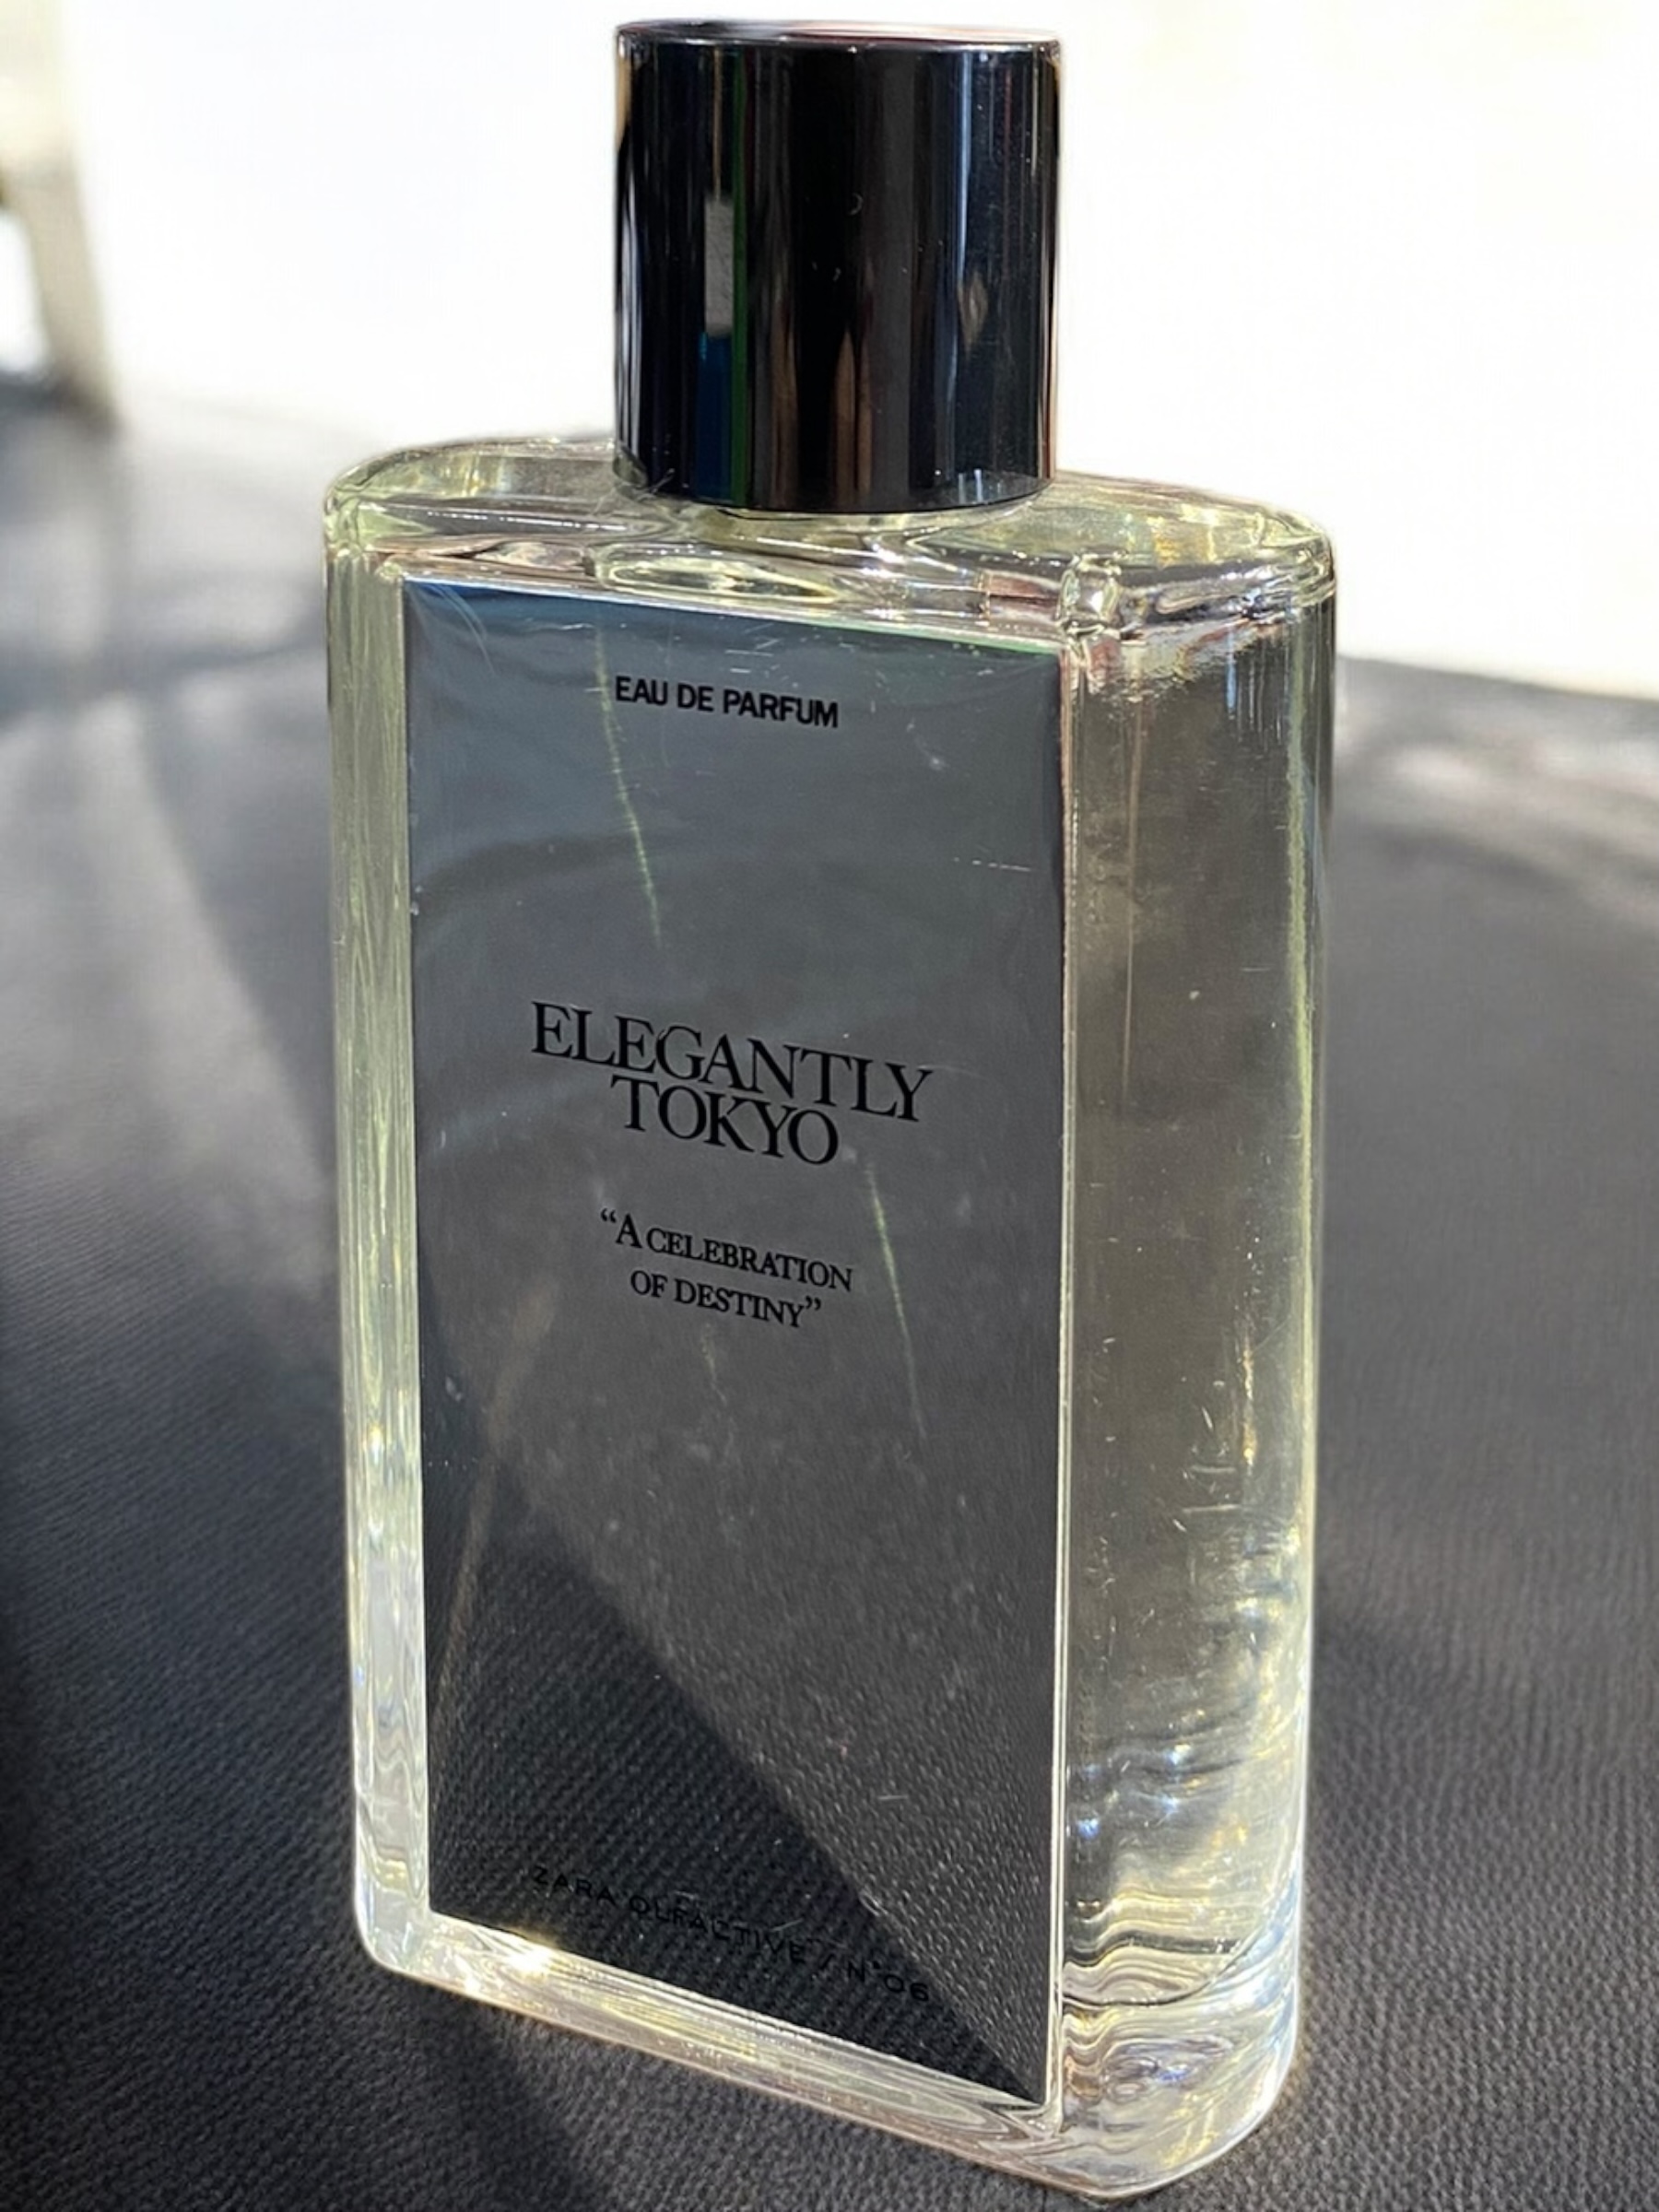 EAU DE PARFUM
ELEGANTLY
TOKYO
“A CELEBRATION
OF DESTINY”
ZARA OLFACTIVE / N°06